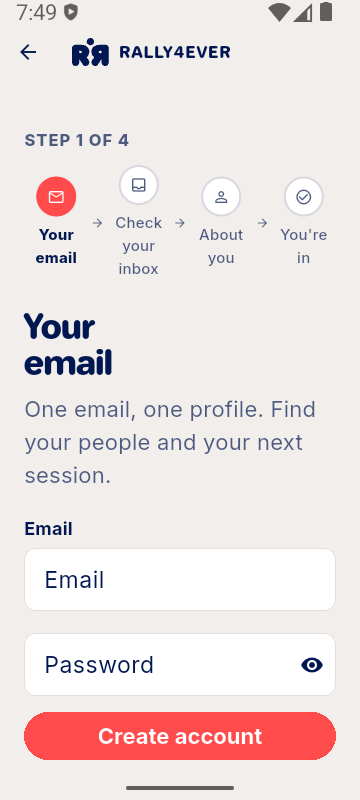 7:49
RALLY4EVER
STEP 1 OF 4
Your
email
Check
your
inbox
About
you
You're
in
Your
email
One email, one profile. Find
your people and your next
session.
Email
Email
Password
Create account